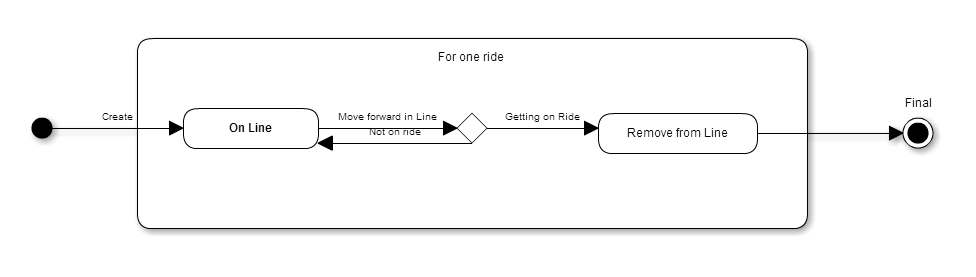 For one ride
Final
Create
Move forward in Line
Getting on Ride
On Line
Not on ride
Remove from Line